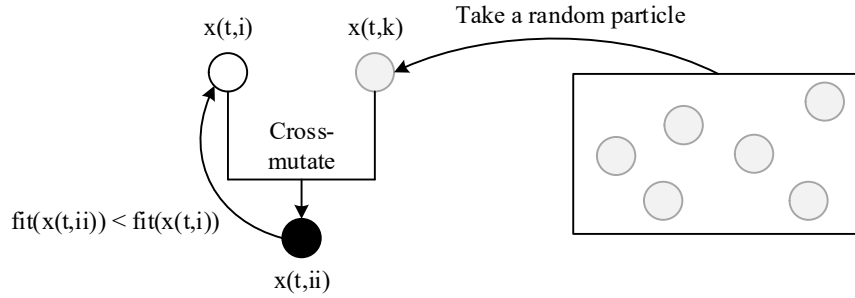 Take a random particle
x(t,i)
x(t,k)
Cross-
mutate
fit(x(t,ii)) < fit(x(t,i))
x(t,ii)